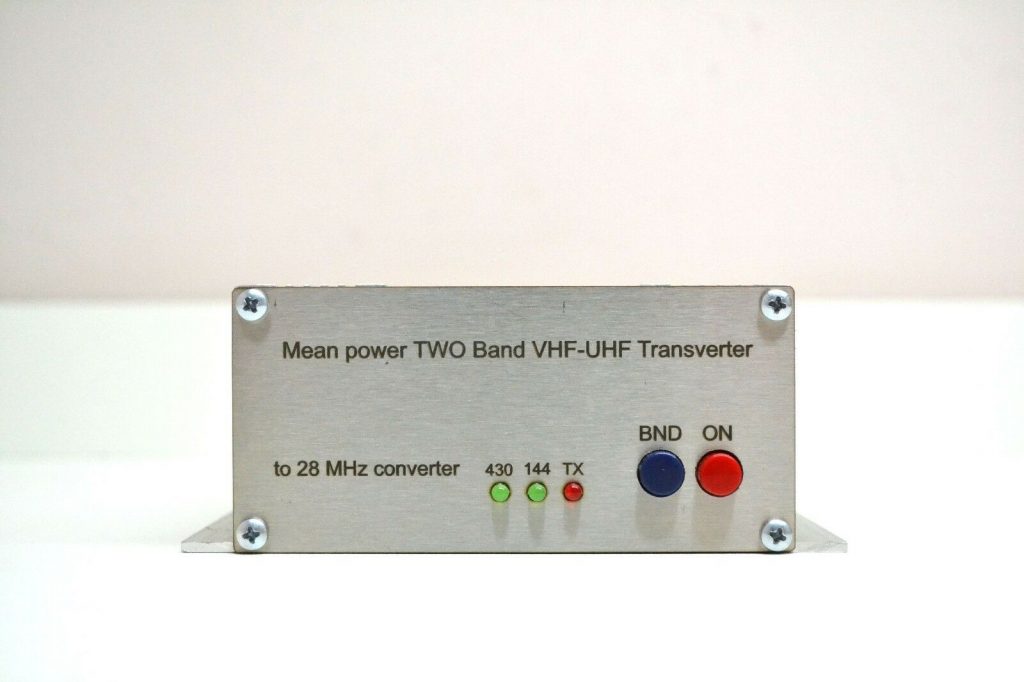 Mean power TWO Band VHF-UHF Transverter
BND ON
to 28 MHz converter 430 144 TX